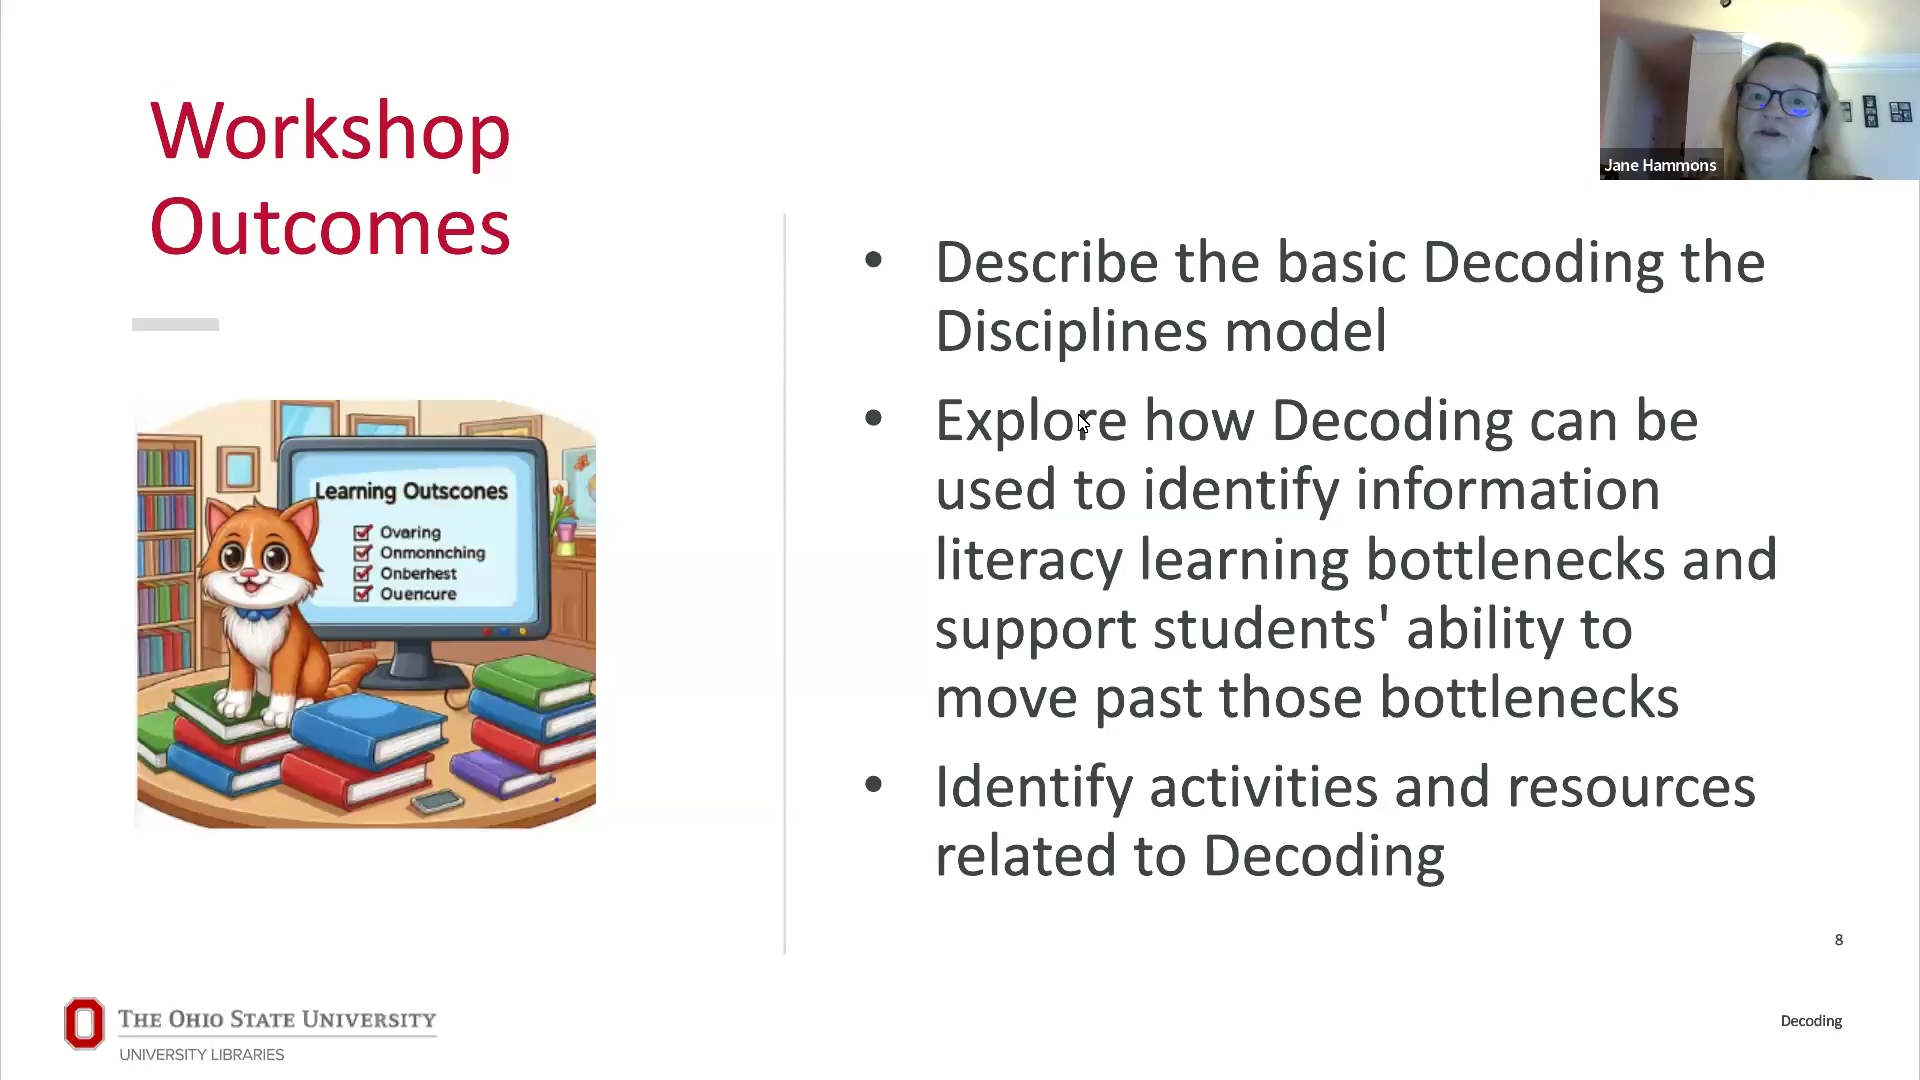 Workshop
Outcomes
Jane Hammons
Learning Outscones
Ovaring
Onmonnching
Onberhest
Ouencure
• Describe the basic Decoding the
Disciplines model
• Explore how Decoding can be
used to identify information
literacy learning bottlenecks and
support students' ability to
move past those bottlenecks
• Identify activities and resources
related to Decoding
8
THE OHIO STATE UNIVERSITY
UNIVERSITY LIBRARIES
Decoding